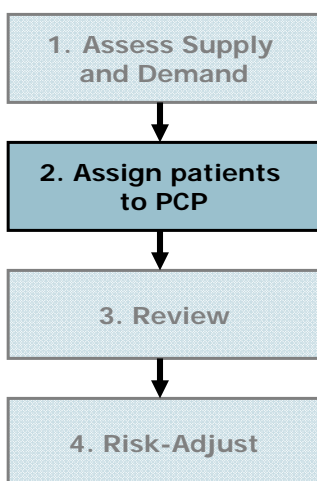 1. Assess Supply
and Demand
2. Assign patients
to PCP
3. Review
4. Risk-Adjust